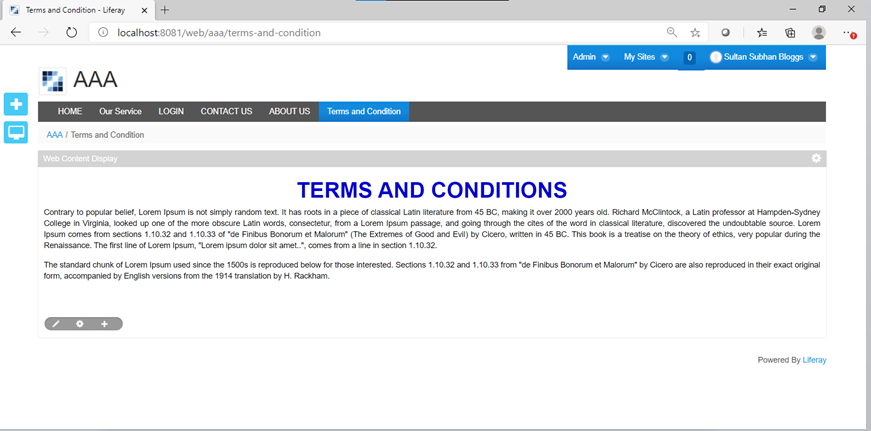 Terms and Condition - Liferay
localhost:8081/web/aaa/terms-and-condition
Admin My Sites 0 Sultan Subhan Bloggs
AAA
HOME Our Service LOGIN CONTACT US ABOUT US Terms and Condition
AAA / Terms and Condition
Web Content Display
TERMS AND CONDITIONS
Contrary to popular belief, Lorem Ipsum is not simply random text. It has roots in a piece of classical Latin literature from 45 BC, making it over 2000 years old. Richard McClintock, a Latin professor at Hampden-Sydney
College in Virginia, looked up one of the more obscure Latin words, consectetur, from a Lorem Ipsum passage, and going through the cites of the word in classical literature, discovered the undoubtable source. Lorem
Ipsum comes from sections 1.10.32 and 1.10.33 of "de Finibus Bonorum et Malorum" (The Extremes of Good and Evil) by Cicero, written in 45 BC. This book is a treatise on the theory of ethics, very popular during the
Renaissance. The first line of Lorem Ipsum, "Lorem ipsum dolor sit amet..", comes from a line in section 1.10.32.
The standard chunk of Lorem Ipsum used since the 1500s is reproduced below for those interested. Sections 1.10.32 and 1.10.33 from "de Finibus Bonorum et Malorum" by Cicero are also reproduced in their exact original
form, accompanied by English versions from the 1914 translation by H. Rackham.
Powered By Liferay